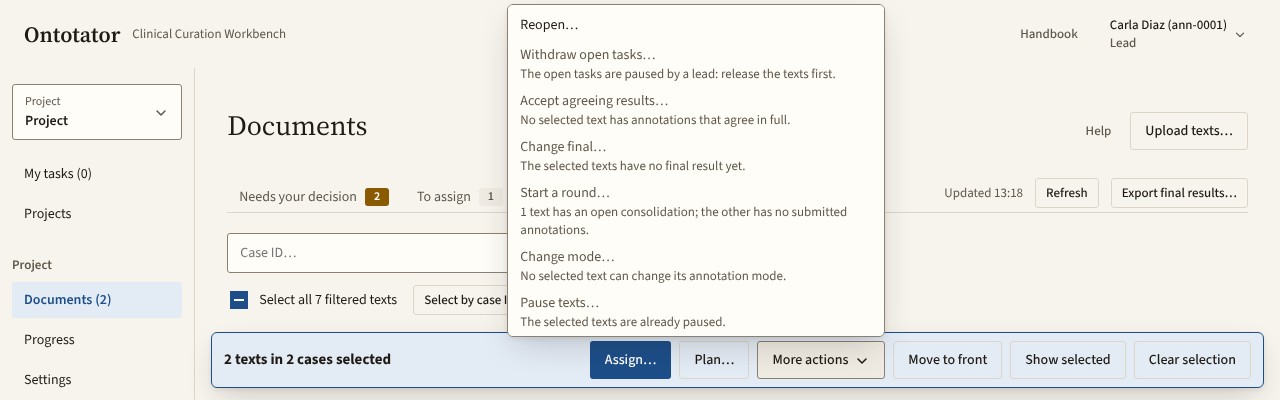 Ontotator
Clinical Curation Workbench
Handbook
Carla Diaz (ann-0001)
Lead
Project
Project
My tasks (0)
Projects
Project
Documents (2)
Progress
Settings
Documents
Help
Upload texts…
Needs your decision 2
To assign 1
Updated 13:18
Refresh
Export final results…
Case ID…
Select all 7 filtered texts
Select by case
Reopen…
Withdraw open tasks…
The open tasks are paused by a lead: release the texts first.
Accept agreeing results…
No selected text has annotations that agree in full.
Change final…
The selected texts have no final result yet.
Start a round…
1 text has an open consolidation; the other has no submitted
annotations.
Change mode…
No selected text can change its annotation mode.
Pause texts…
The selected texts are already paused.
2 texts in 2 cases selected
Assign…
Plan…
More actions
Move to front
Show selected
Clear selection